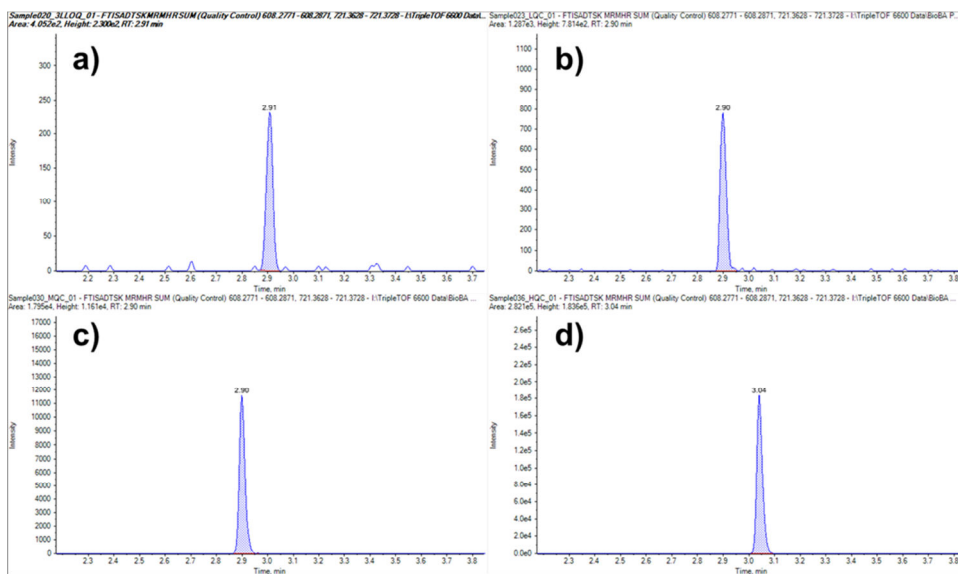 Sample020_3LLOQ_01 - FTISADTSK MRMHR SUM (Quality Control) 608.2771 - 608.2871, 721.3628 - 721.3728 - I:\TripleTOF 6600 Data\...
Area: 4.052e2, Height: 2.300e2, RT: 2.91 min
a)
2.91
Intensity
300
250
200
150
100
50
0
2.2 2.3 2.4 2.5 2.6 2.7 2.8 2.9 3.0 3.1 3.2 3.3 3.4 3.5 3.6 3.7
Time, min
Sample023_LQC_01 - FTISADTSK MRMHR SUM (Quality Control) 608.2771 - 608.2871, 721.3628 - 721.3728 - I:\TripleTOF 6600 Data\BioBA P...
Area: 1.287e3, Height: 7.814e2, RT: 2.90 min
b)
2.90
Intensity
1100
1000
900
800
700
600
500
400
300
200
100
0
2.3 2.4 2.5 2.6 2.7 2.8 2.9 3.0 3.1 3.2 3.3 3.4 3.5 3.6 3.7 3.8
Time, min
Sample030_MQC_01 - FTISADTSK MRMHR SUM (Quality Control) 608.2771 - 608.2871, 721.3628 - 721.3728 - I:\TripleTOF 6600 Data\BioBA ...
Area: 1.795e4, Height: 1.161e4, RT: 2.90 min
c)
2.90
Intensity
17000
16000
15000
14000
13000
12000
11000
10000
9000
8000
7000
6000
5000
4000
3000
2000
1000
0
2.3 2.4 2.5 2.6 2.7 2.8 2.9 3.0 3.1 3.2 3.3 3.4 3.5 3.6 3.7 3.8
Time, min
Sample036_HQC_01 - FTISADTSK MRMHR SUM (Quality Control) 608.2771 - 608.2871, 721.3628 - 721.3728 - I:\TripleTOF 6600 Data\BioBA ...
Area: 2.821e5, Height: 1.836e5, RT: 3.04 min
d)
3.04
Intensity
2.6e5
2.4e5
2.2e5
2.0e5
1.8e5
1.6e5
1.4e5
1.2e5
1.0e5
8.0e4
6.0e4
4.0e4
2.0e4
0.0e0
2.3 2.4 2.5 2.6 2.7 2.8 2.9 3.0 3.1 3.2 3.3 3.4 3.5 3.6 3.7 3.8
Time, min